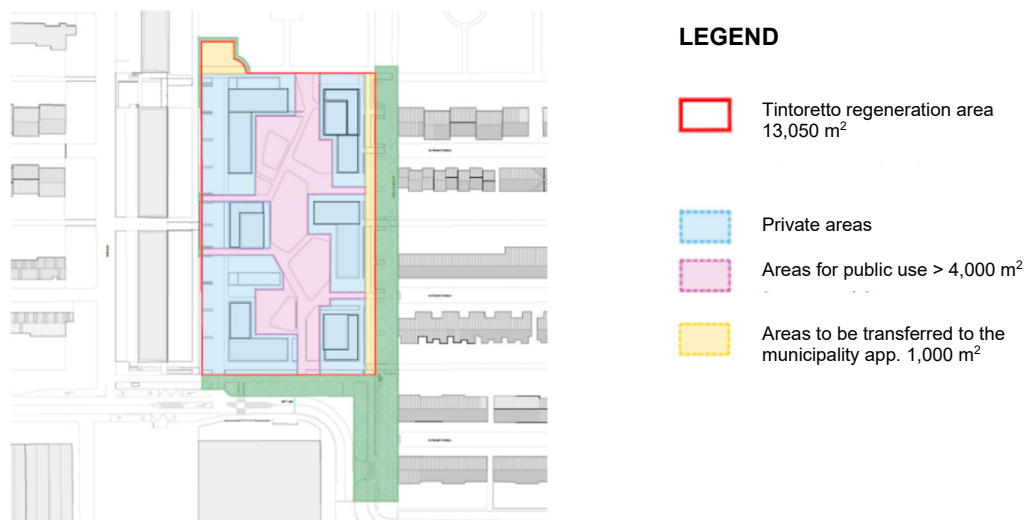 LEGEND
Tintoretto regeneration area
13,050 m²
Private areas
Areas for public use > 4,000 m²
Areas to be transferred to the
municipality app. 1,000 m²